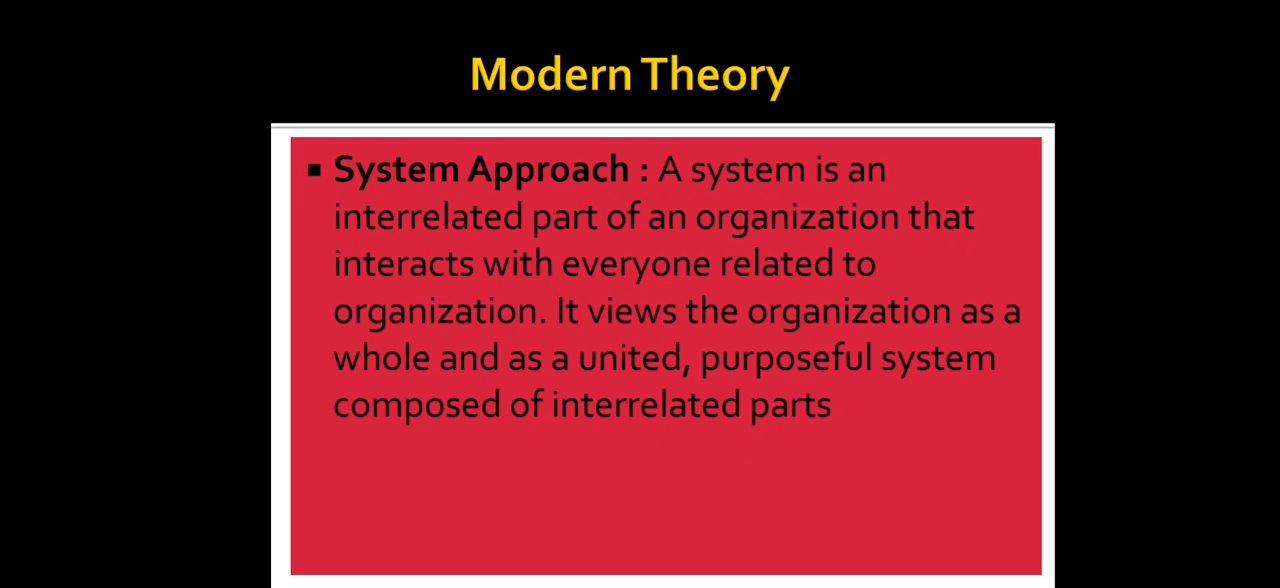 Modern Theory
▪ System Approach : A system is an
interrelated part of an organization that
interacts with everyone related to
organization. It views the organization as a
whole and as a united, purposeful system
composed of interrelated parts